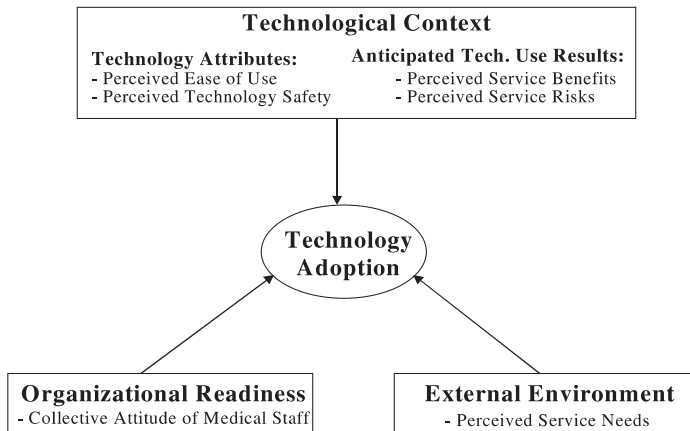 Technological Context
Technology Attributes:
- Perceived Ease of Use
- Perceived Technology Safety
Anticipated Tech. Use Results:
- Perceived Service Benefits
- Perceived Service Risks
Technology
Adoption
Organizational Readiness
- Collective Attitude of Medical Staff
External Environment
- Perceived Service Needs